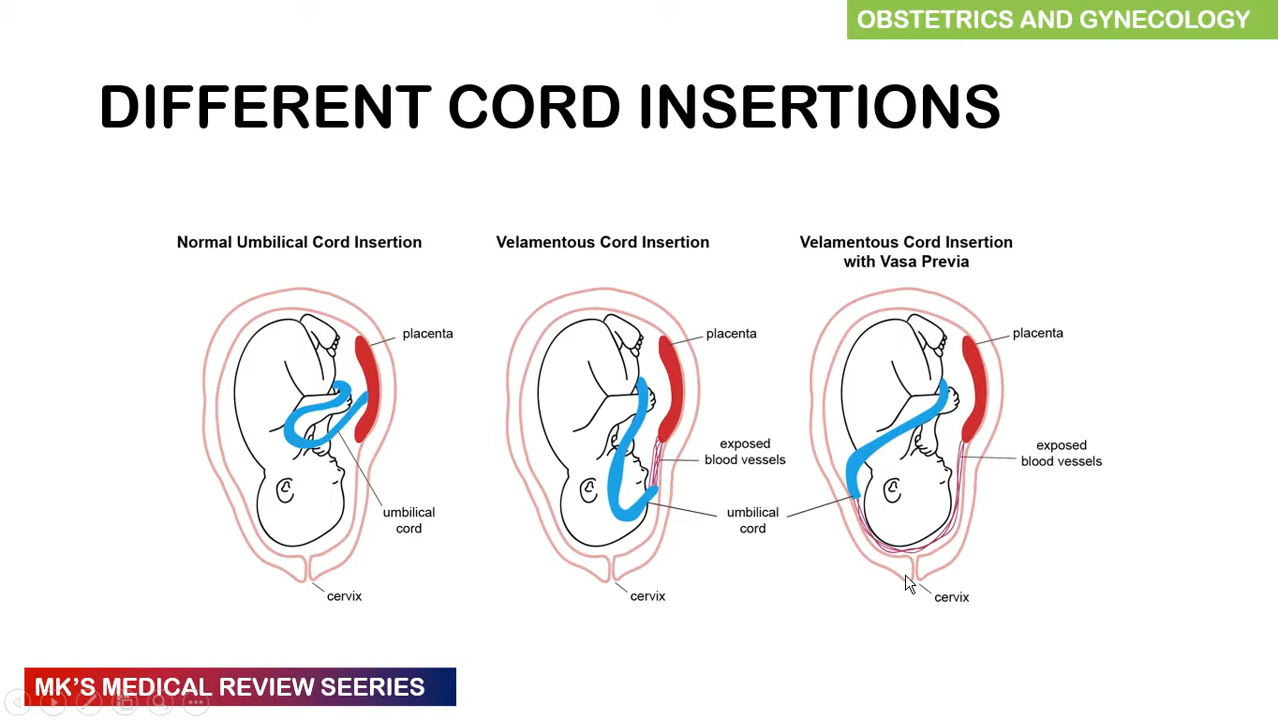 OBSTETRICS AND GYNECOLOGY
DIFFERENT CORD INSERTIONS
Normal Umbilical Cord Insertion
placenta
umbilical
cord
cervix
Velamentous Cord Insertion
placenta
exposed
blood vessels
umbilical
cord
cervix
Velamentous Cord Insertion
with Vasa Previa
placenta
exposed
blood vessels
cervix
MK'S MEDICAL REVIEW SEERIES